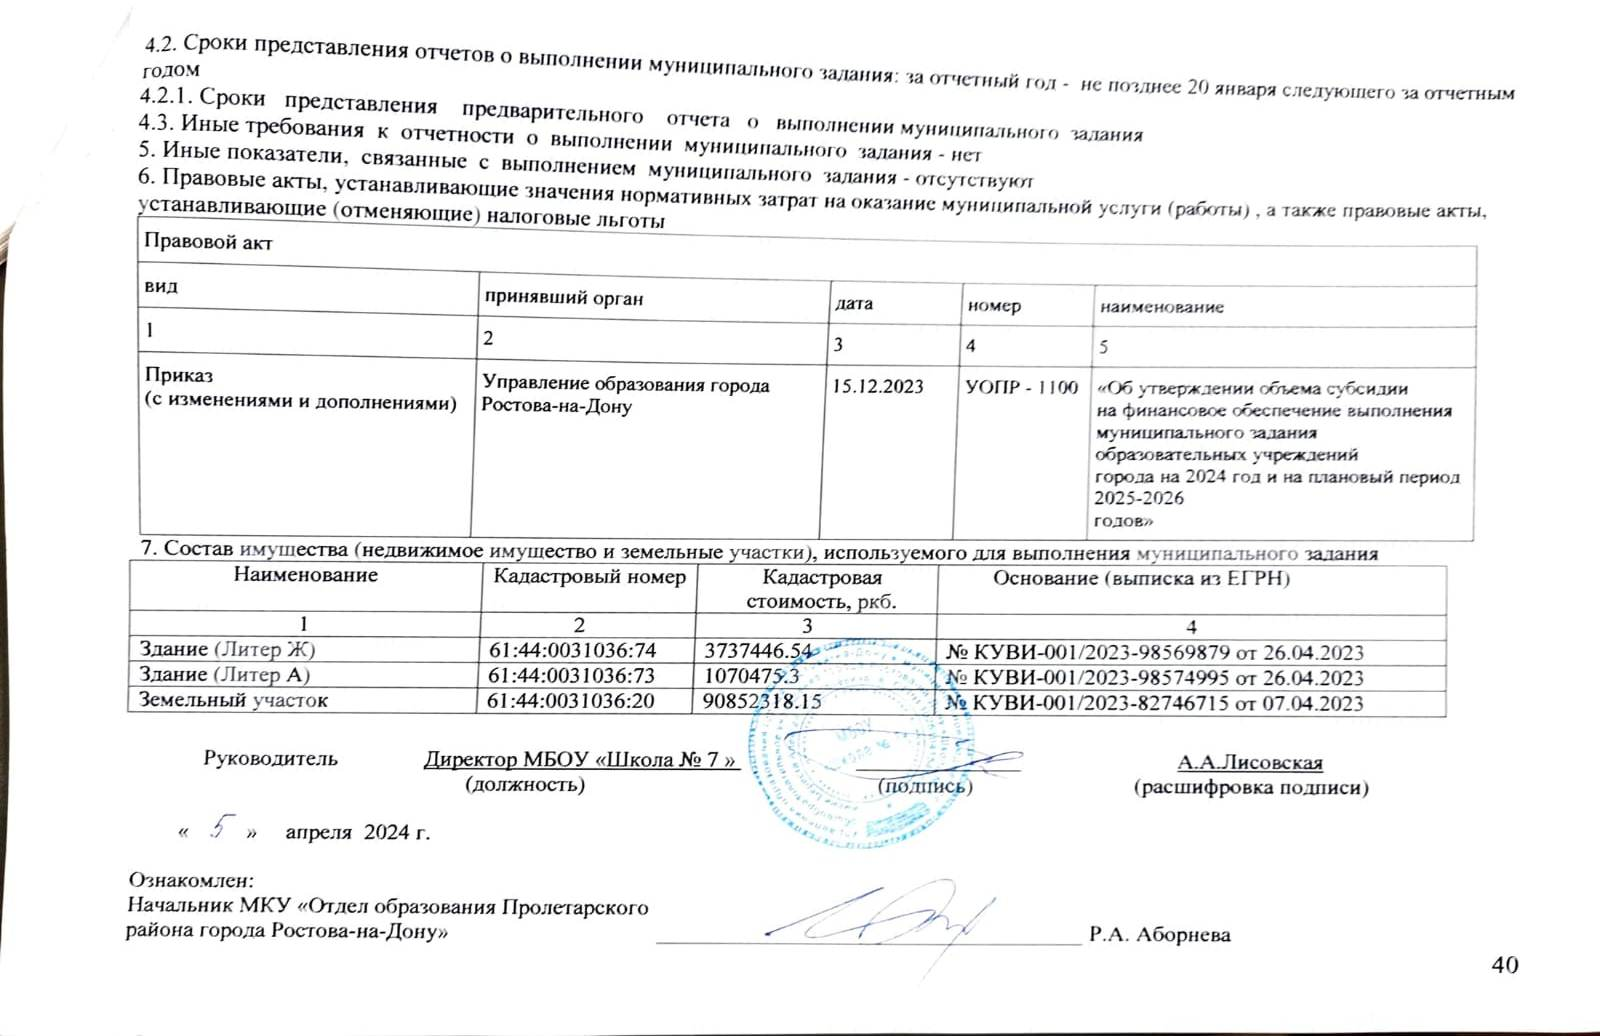 4.2. Сроки представления отчетов о выполнении муниципального задания: за отчетный год - не позднее 20 января следующего за отчетным
годом
4.2.1. Сроки представления предварительного отчета о выполнении муниципального задания
4.3. Иные требования к отчетности о выполнении муниципального задания - нет
5. Иные показатели, связанные с выполнением муниципального задания - отсутствуют
6. Правовые акты, устанавливающие значения нормативных затрат на оказание муниципальной услуги (работы) , а также правовые акты,
устанавливающие (отменяющие) налоговые льготы
Правовой акт
вид принявший орган дата номер наименование
1 2 3 4 5
Приказ Управление образования города 15.12.2023 УОПР - 1100 «Об утверждении объема субсидии
(с изменениями и дополнениями) Ростова-на-Дону на финансовое обеспечение выполнения
муниципального задания
образовательных учреждений
города на 2024 год и на плановый период
2025-2026
годов»
7. Состав имущества (недвижимое имущество и земельные участки), используемого для выполнения муниципального задания
Наименование Кадастровый номер Кадастровая Основание (выписка из ЕГРН)
стоимость, ркб.
1 2 3 4
Здание (Литер Ж) 61:44:0031036:74 3737446.54 № КУВИ-001/2023-98569879 от 26.04.2023
Здание (Литер А) 61:44:0031036:73 1070475.3 № КУВИ-001/2023-98574995 от 26.04.2023
Земельный участок 61:44:0031036:20 90852318.15 № КУВИ-001/2023-82746715 от 07.04.2023
МБОУ
Руководитель Директор МБОУ «Школа № 7 » А.А.Лисовская
(должность) (подпись) (расшифровка подписи)
« 5 » апреля 2024 г.
Ознакомлен:
Начальник МКУ «Отдел образования Пролетарского
района города Ростова-на-Дону» Р.А. Аборнева
40